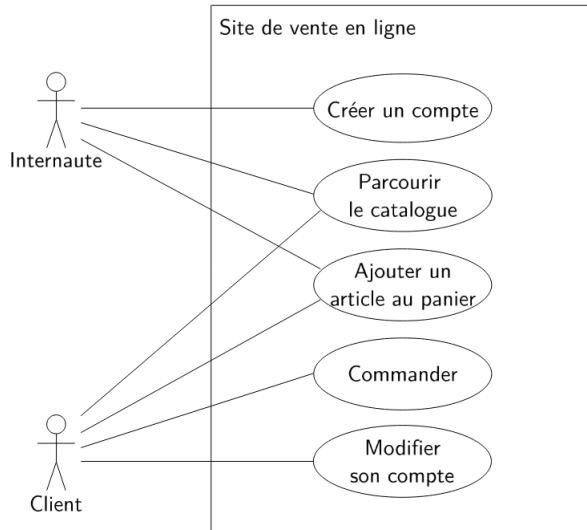 Site de vente en ligne
Créer un compte
Internaute
Parcourir
le catalogue
Ajouter un
article au panier
Commander
Modifier
son compte
Client